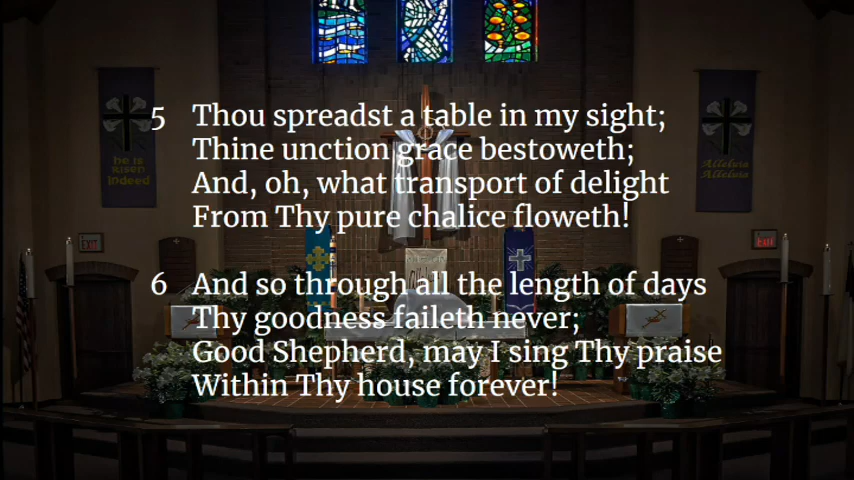 he is
risen
indeed
Alleluia
Alleluia
EXIT
EXIT
5 Thou spreadst a table in my sight;
Thine unction grace bestoweth;
And, oh, what transport of delight
From Thy pure chalice floweth!
6 And so through all the length of days
Thy goodness faileth never;
Good Shepherd, may I sing Thy praise
Within Thy house forever!